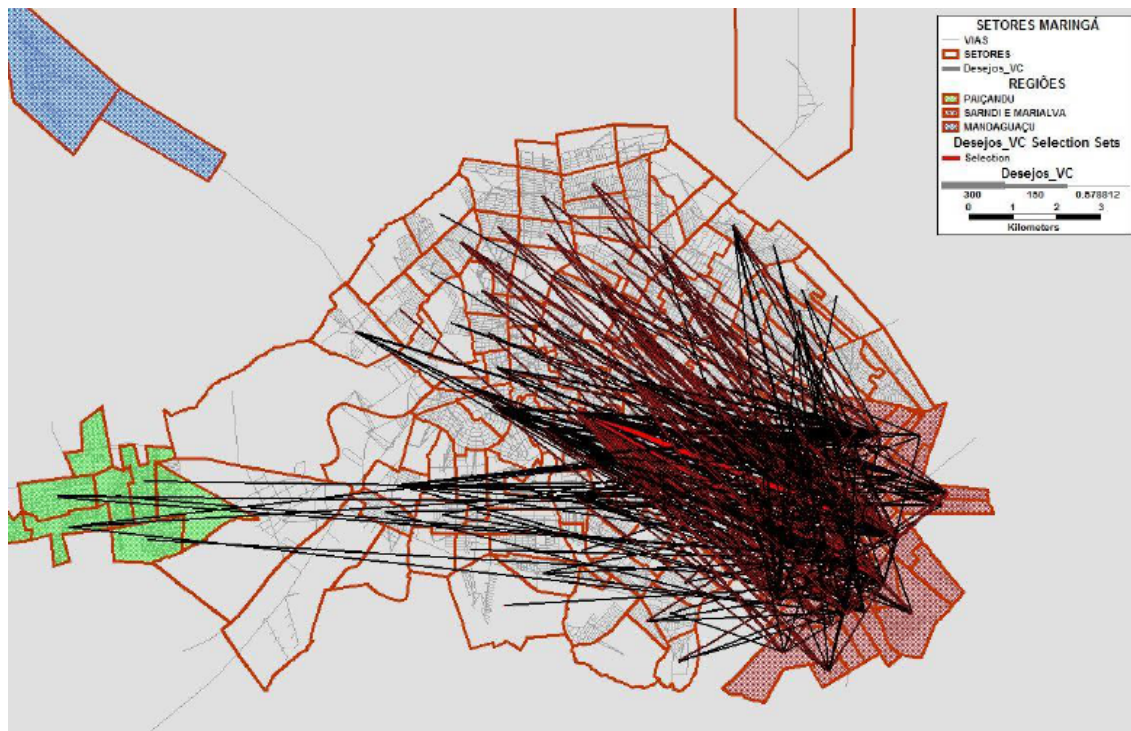 SETORES MARINGÁ
VIAS
SETORES
Desejos_VC
REGIÕES
PAIÇANDU
SARNDI E MARIALVA
MANDAGUAÇU
Desejos_VC Selection Sets
Selection
Desejos_VC
300 150 0.878812
0 1 2 3
Kilometers